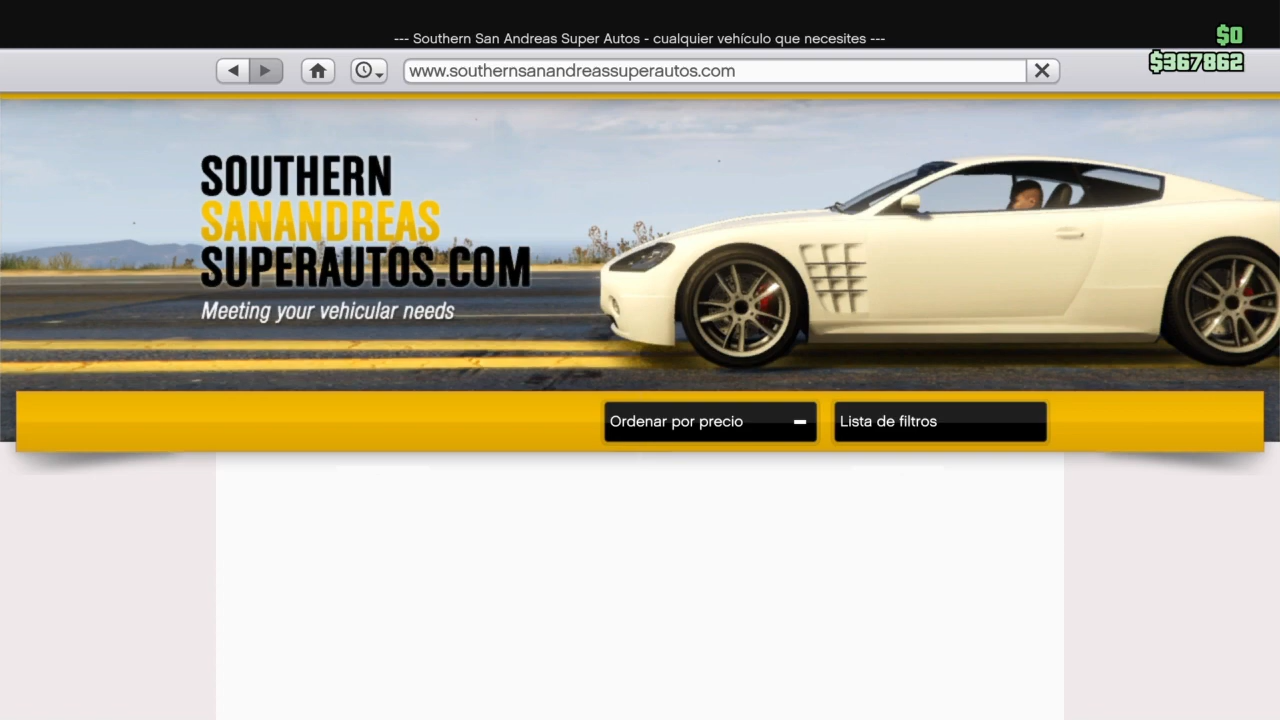 --- Southern San Andreas Super Autos - cualquier vehículo que necesites ---
$0
$367862
www.southernsanandreassuperautos.com
SOUTHERN
SANANDREAS
SUPERAUTOS.COM
Meeting your vehicular needs
Ordenar por precio
Lista de filtros